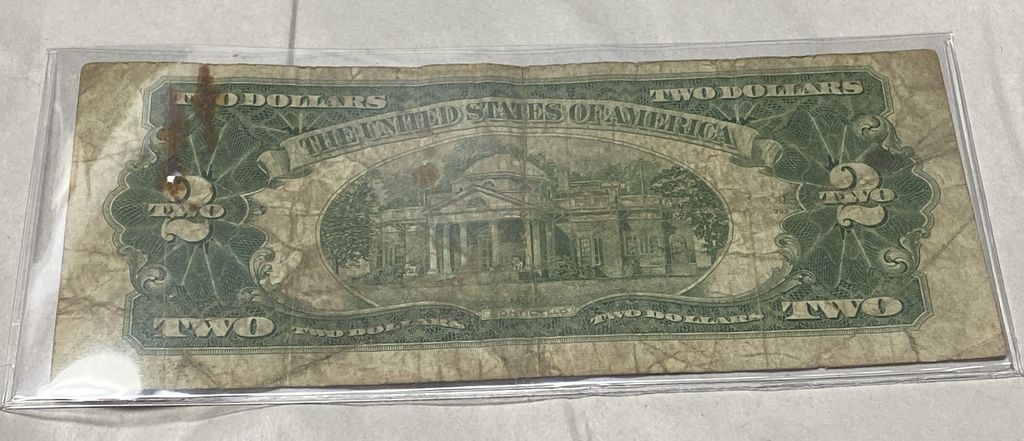 TWO DOLLARS TWO DOLLARS
THE UNITED STATES OF AMERICA
2 2
TWO TWO
TWO TWO DOLLARS MONTICELLO TWO DOLLARS TWO